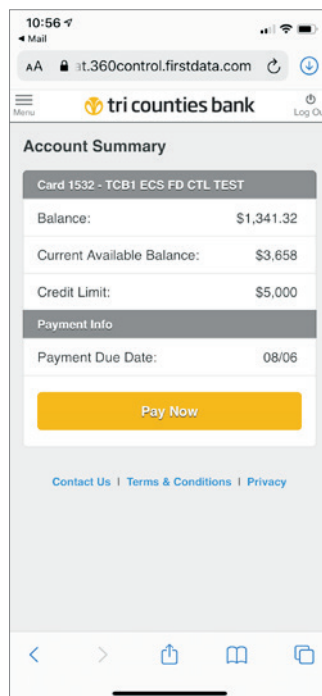 10:56
◀ Mail
AA at.360control.firstdata.com
Menu tri counties bank Log Ou
Account Summary
Card 1532 - TCB1 ECS FD CTL TEST
Balance: $1,341.32
Current Available Balance: $3,658
Credit Limit: $5,000
Payment Info
Payment Due Date: 08/06
Pay Now
Contact Us | Terms & Conditions | Privacy